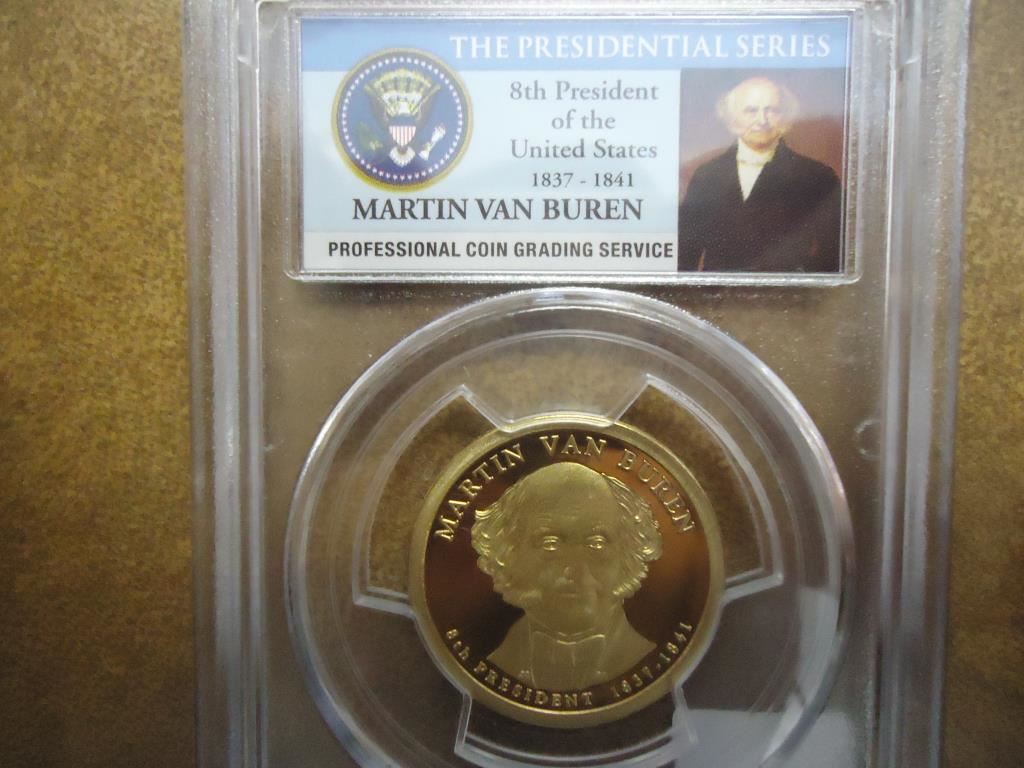 THE PRESIDENTIAL SERIES
8th President
of the
United States
1837 - 1841
MARTIN VAN BUREN
PROFESSIONAL COIN GRADING SERVICE
MARTIN VAN BUREN
8th PRESIDENT 1837-1841